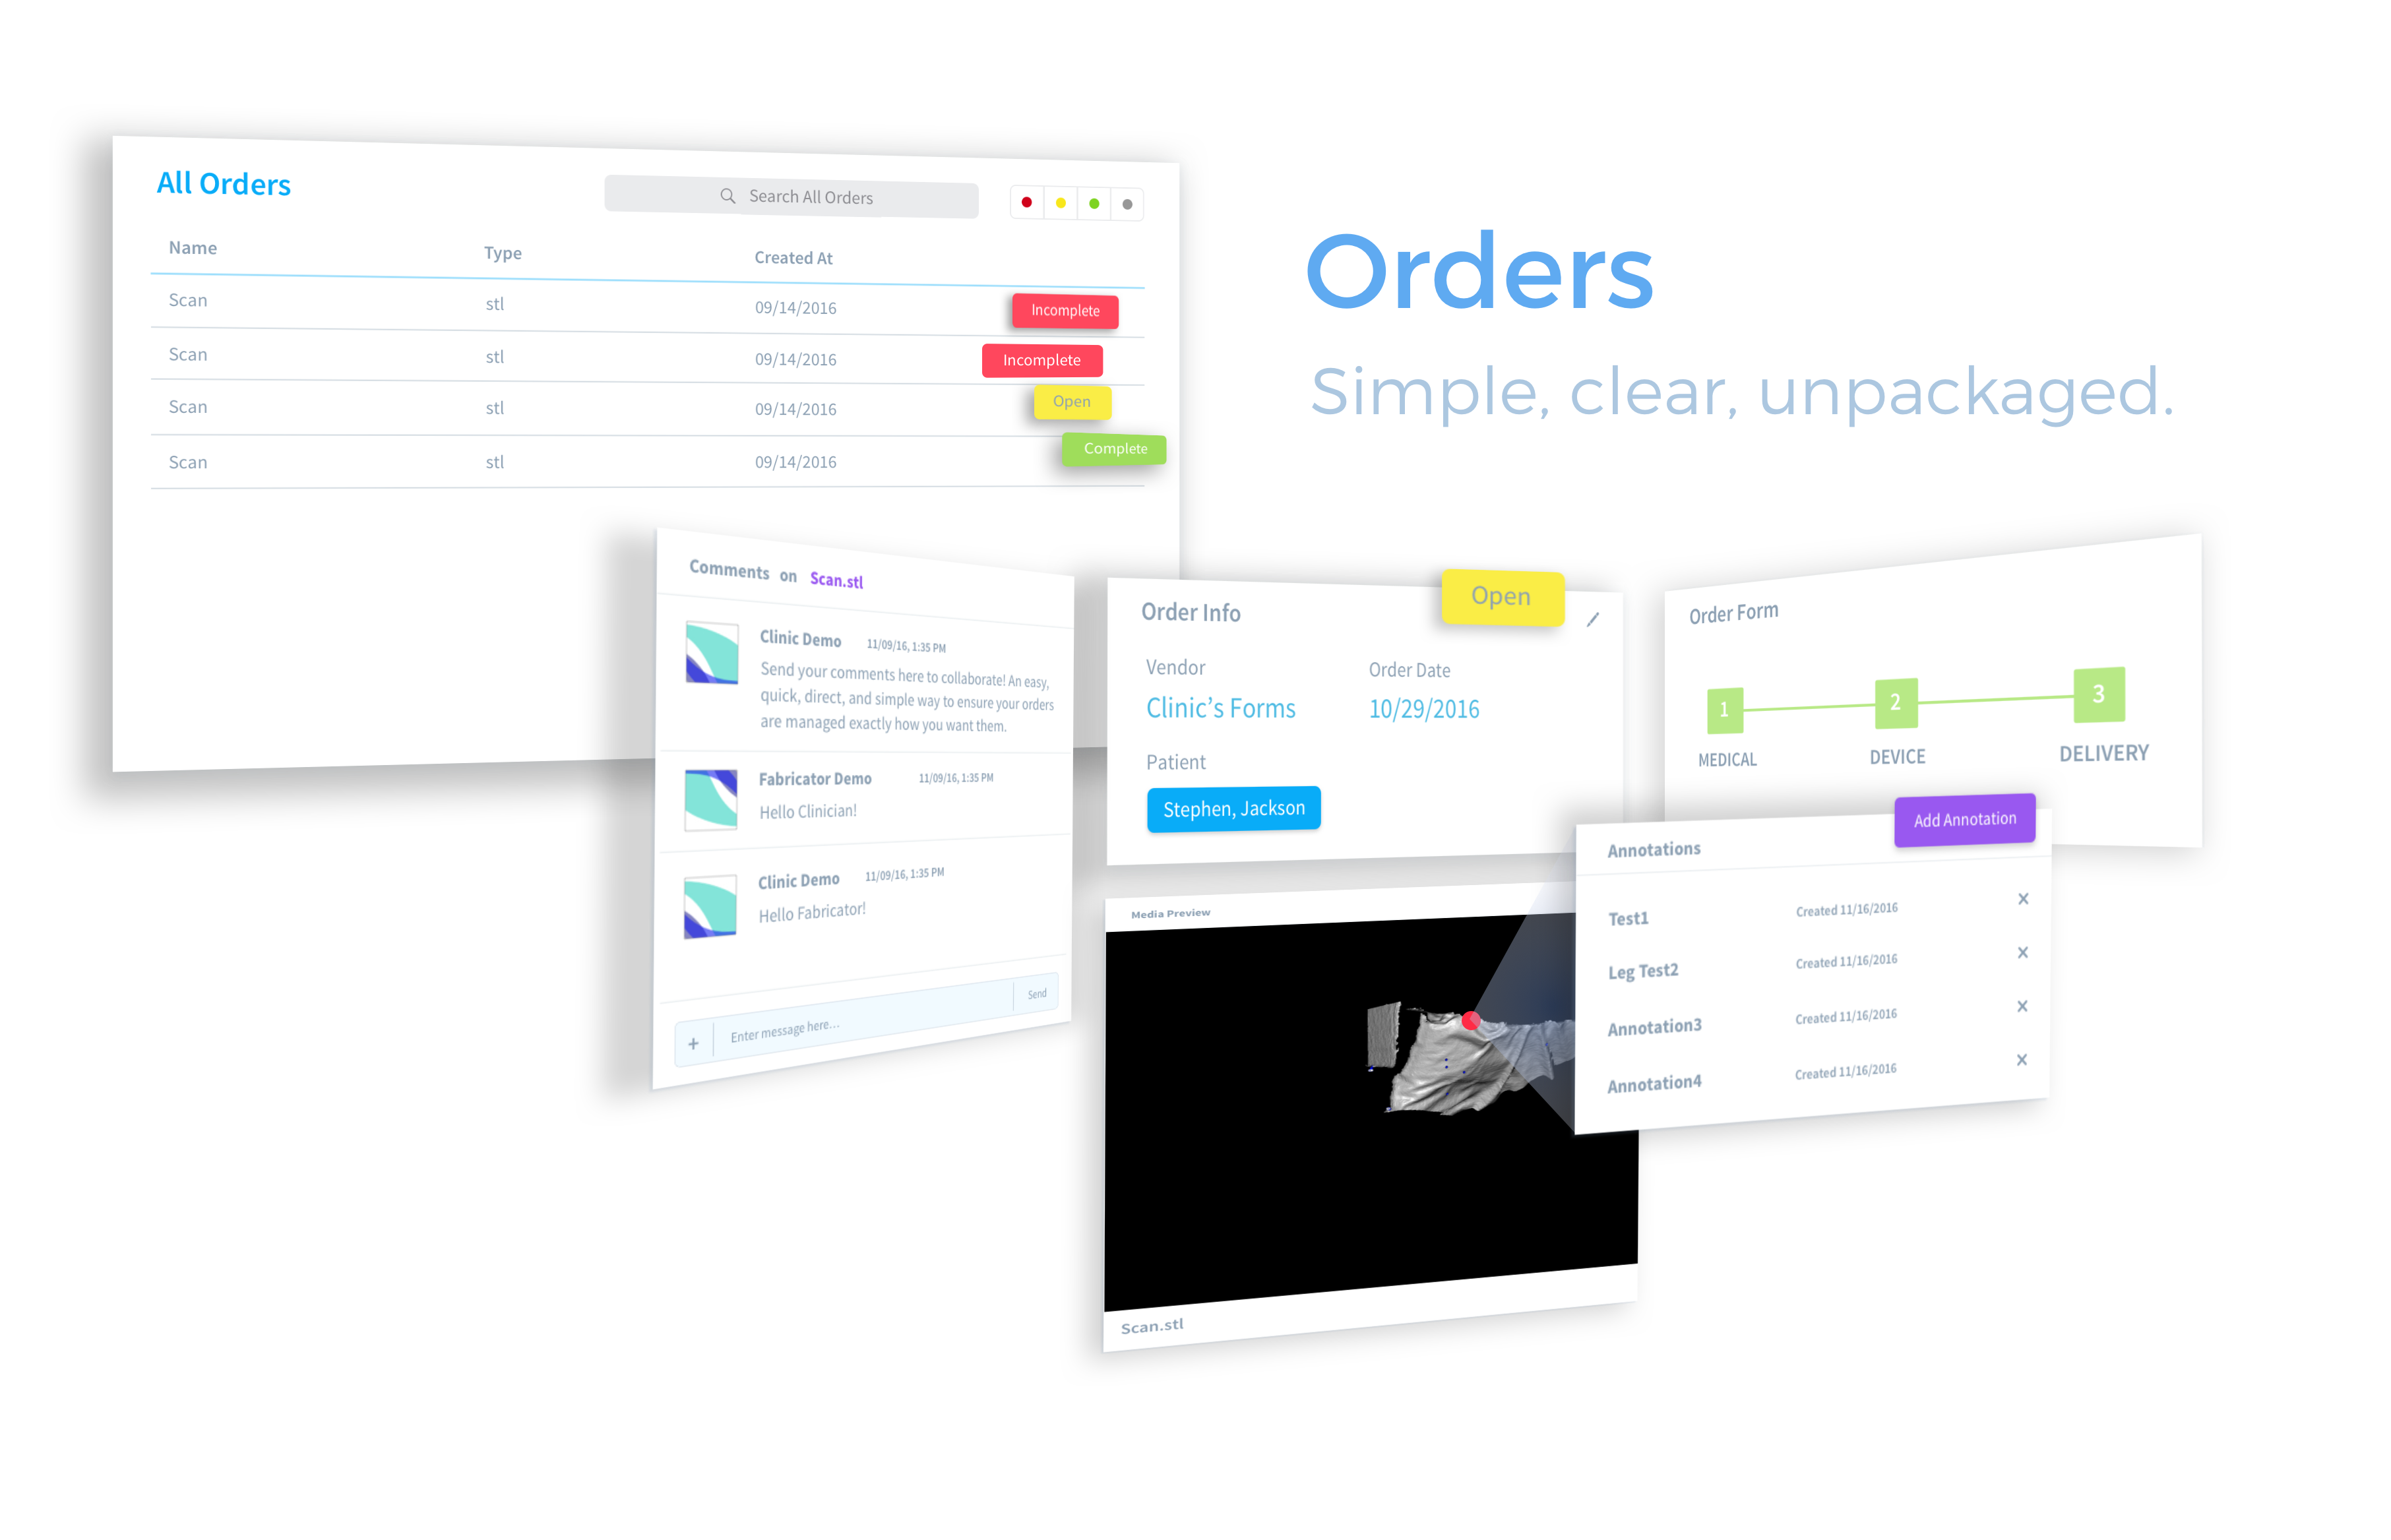 All Orders
Search All Orders
Name Type Created At
Scan stl 09/14/2016 Incomplete
Scan stl 09/14/2016 Incomplete
Scan stl 09/14/2016 Open
Scan stl 09/14/2016 Complete
Orders
Simple, clear, unpackaged.
Comments on Scan.stl
Clinic Demo 11/09/16, 1:35 PM
Send your comments here to collaborate! An easy,
quick, direct, and simple way to ensure your orders
are managed exactly how you want them.
Fabricator Demo 11/09/16, 1:35 PM
Hello Clinician!
Clinic Demo 11/09/16, 1:35 PM
Hello Fabricator!
+ Enter message here... Send
Order Info Open
Vendor Order Date
Clinic's Forms 10/29/2016
Patient
Stephen, Jackson
Order Form
1 2 3
MEDICAL DEVICE DELIVERY
Media Preview
Scan.stl
Annotations Add Annotation
Test1 Created 11/16/2016 ×
Leg Test2 Created 11/16/2016 ×
Annotation3 Created 11/16/2016 ×
Annotation4 Created 11/16/2016 ×